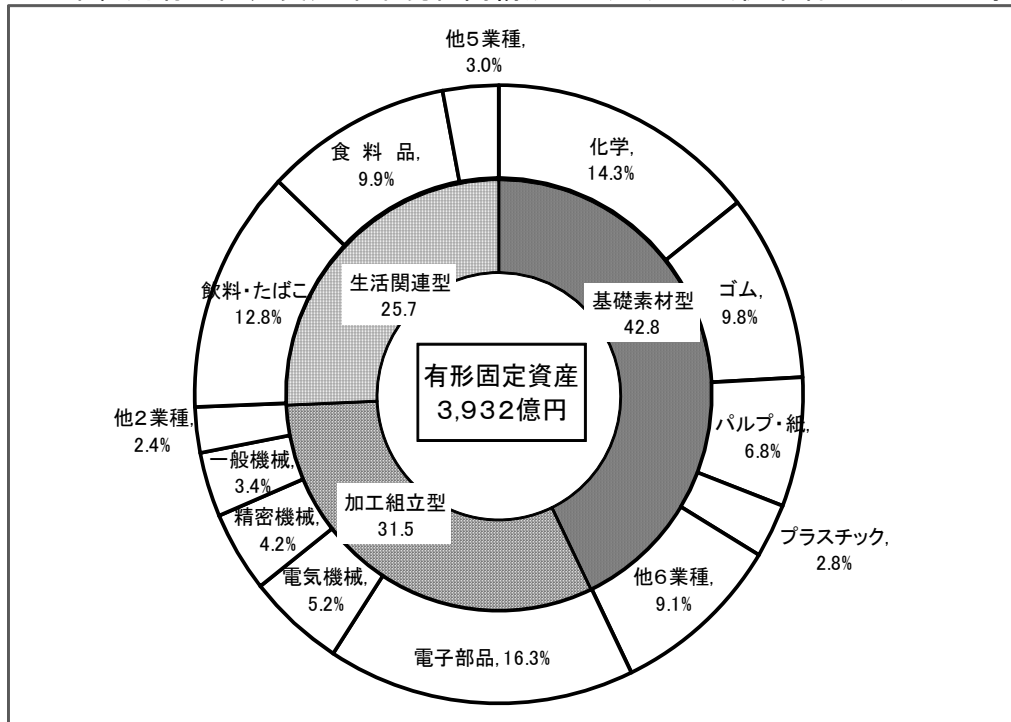 他5業種,
3.0%
化学,
14.3%
食 料 品,
9.9%
ゴム,
9.8%
生活関連型
25.7
基礎素材型
42.8
飲料・たばこ,
12.8%
有形固定資産
3,932億円
パルプ・紙,
6.8%
他2業種,
2.4%
一般機械,
3.4%
加工組立型
31.5
精密機械,
4.2%
プラスチック,
2.8%
電気機械,
5.2%
他6業種,
9.1%
電子部品,16.3%